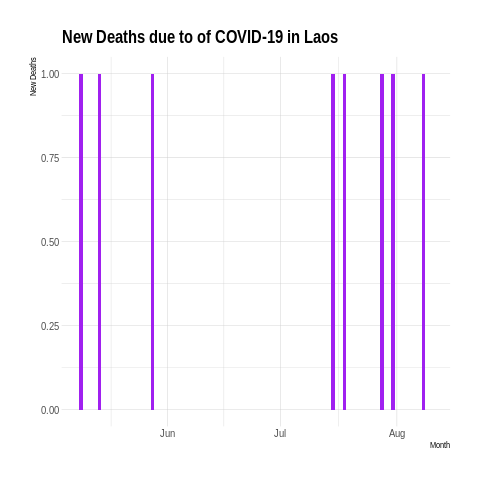 New Deaths due to of COVID-19 in Laos
New Deaths
1.00
0.75
0.50
0.25
0.00
Jun Jul Aug
Month